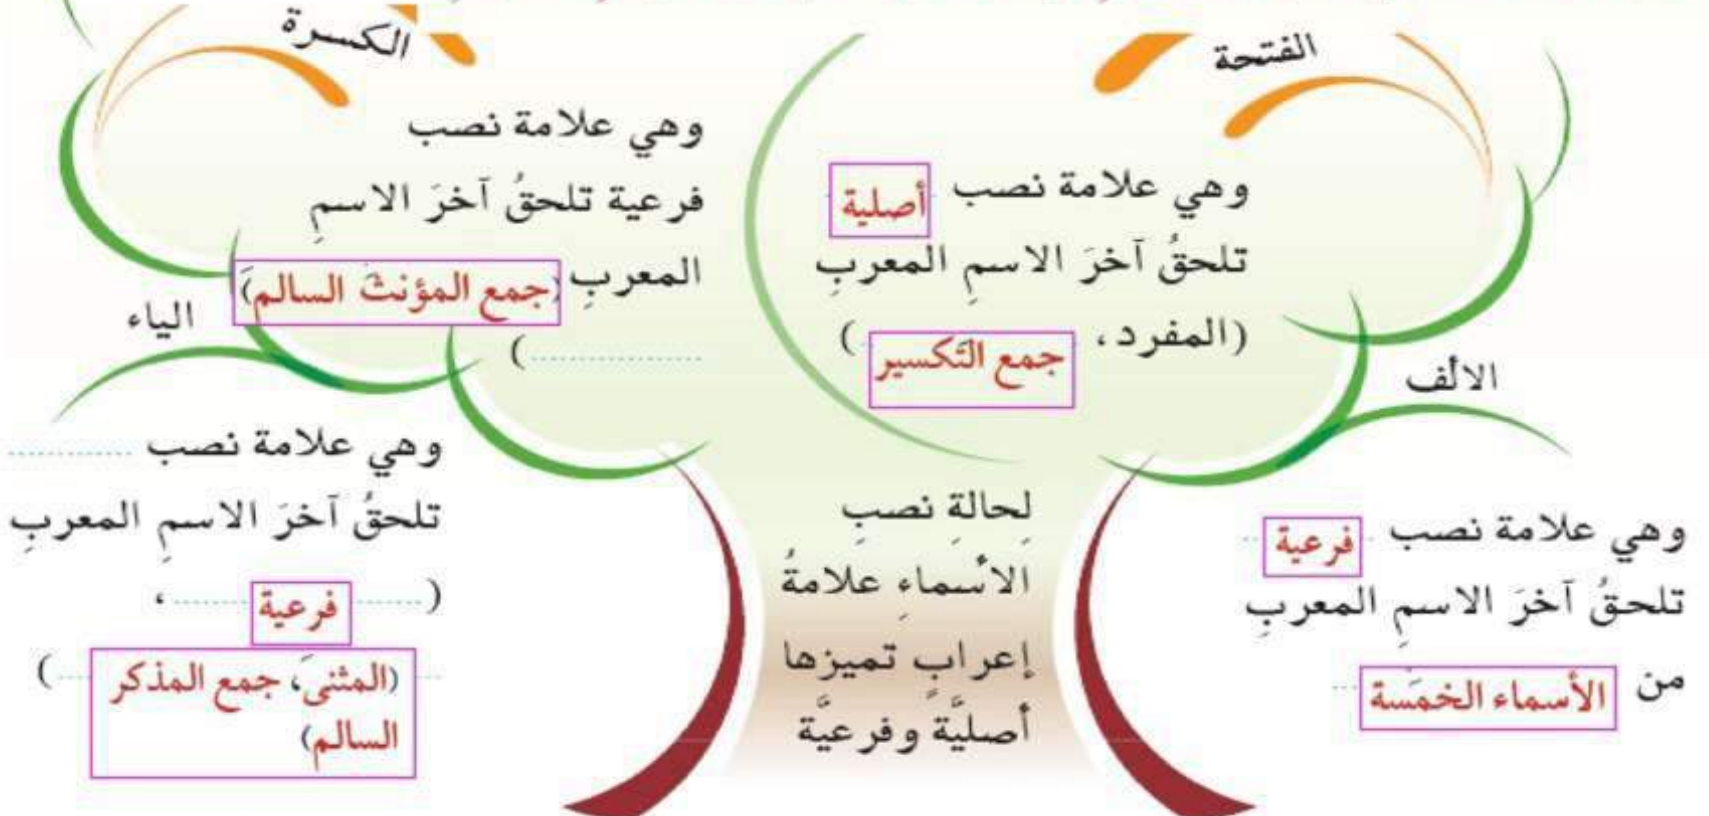 الفتحة
وهي علامة نصب أصلية
تلحقُ آخرَ الاسمِ المعربِ
(المفرد، جمع التكسير)
الكسرة
وهي علامة نصب
فرعية تلحقُ آخرَ الاسمِ
المعربِ (جمع المؤنث السالم)
(..............)
الألف
وهي علامة نصب فرعية
تلحقُ آخرَ الاسمِ المعربِ
من الأسماء الخمسة
الياء
وهي علامة نصب ..............
تلحقُ آخرَ الاسمِ المعربِ
(...... فرعية ......،
(المثنى، جمع المذكر
السالم) ...)
لِحالةِ نصبِ
الأسماءِ علامةُ
إعرابٍ تميزها
أصليَّة وفرعيَّة